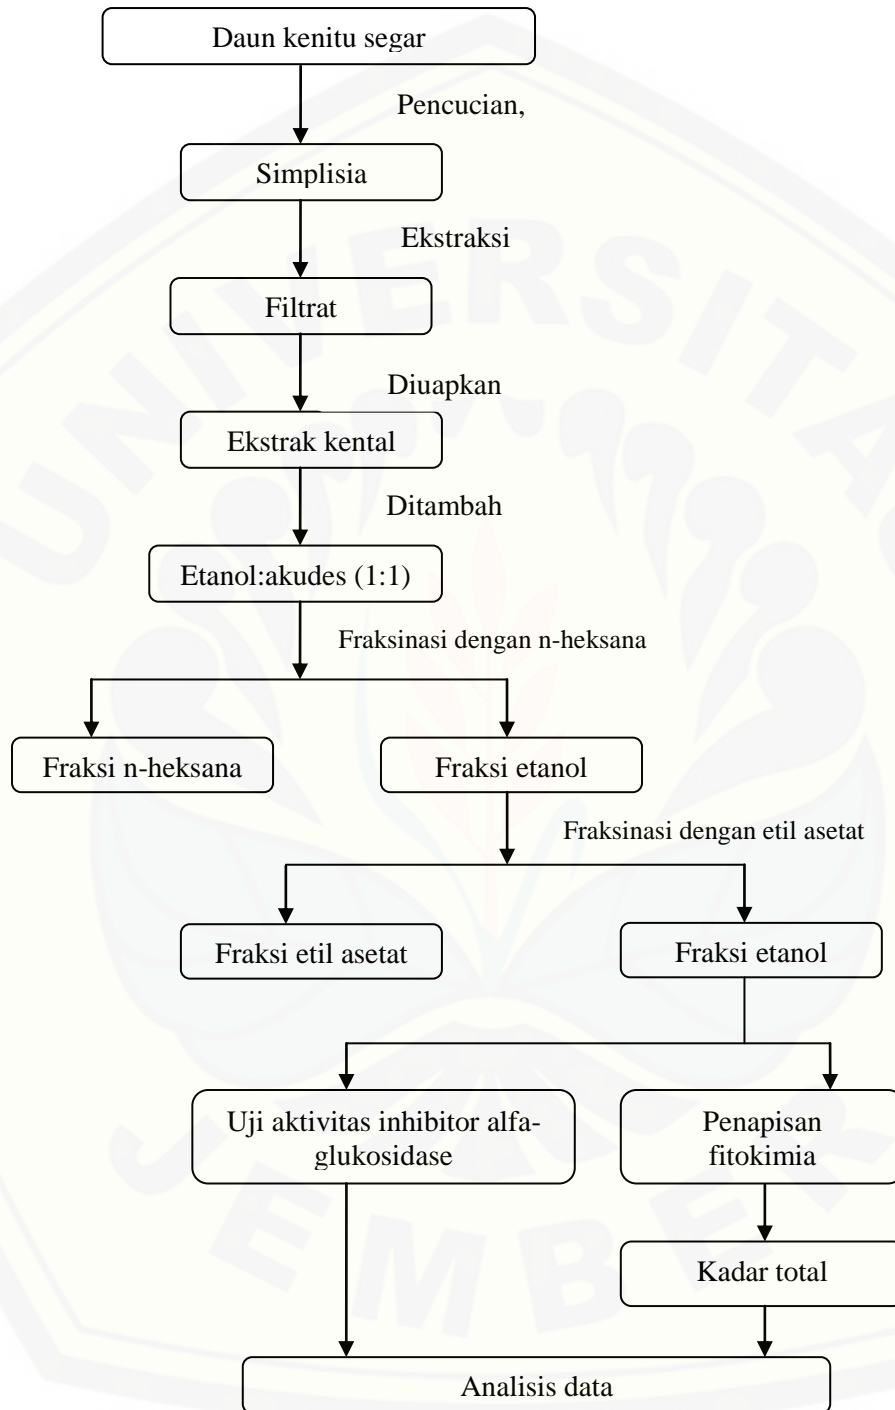 Daun kenitu segar
Pencucian,
Simplisia
Ekstraksi
Filtrat
Diuapkan
Ekstrak kental
Ditambah
Etanol:akudes (1:1)
Fraksinasi dengan n-heksana
Fraksi n-heksana
Fraksi etanol
Fraksinasi dengan etil asetat
Fraksi etil asetat
Fraksi etanol
Uji aktivitas inhibitor alfa-
glukosidase
Penapisan
fitokimia
Kadar total
Analisis data
UNIVERSITAS
JEMBER